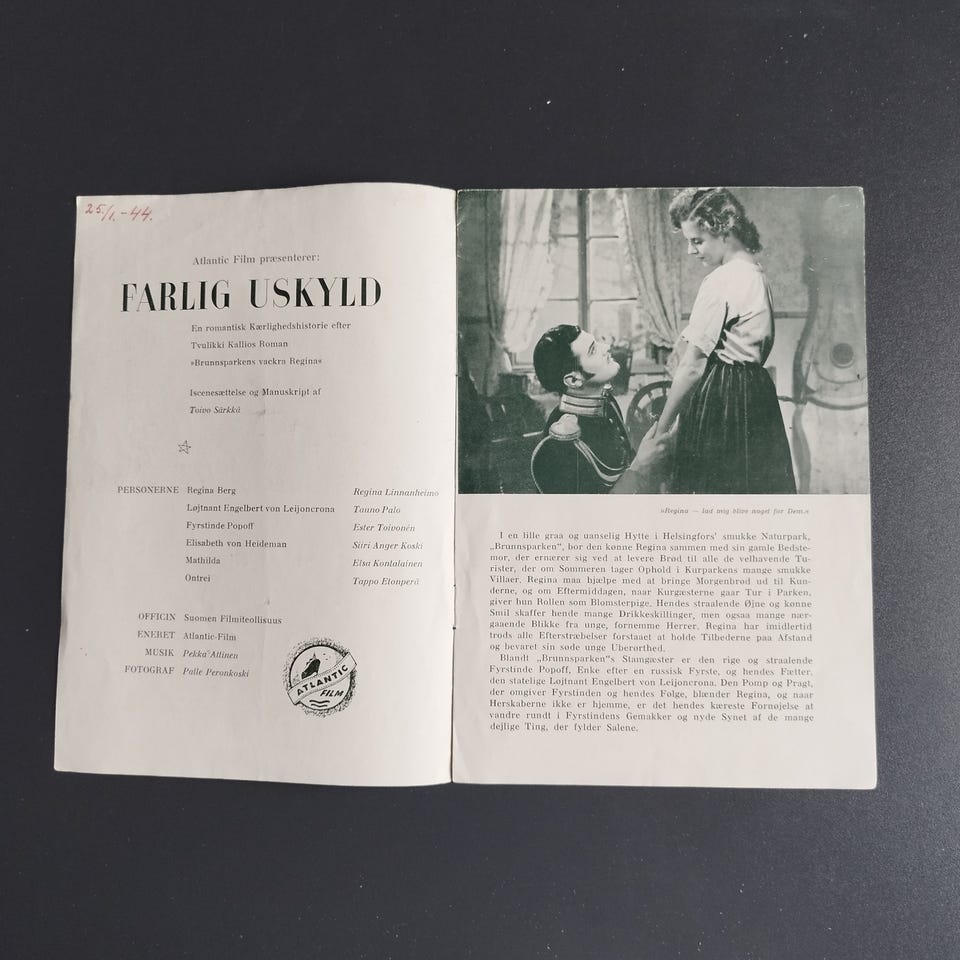 25/1.-44.
Atlantic Film præsenterer:
FARLIG USKYLD
En romantisk Kærlighedshistorie efter
Tvulikki Kallios Roman
»Brunnsparkens vackra Regina«
Iscenesættelse og Manuskript af
Toivo Särkkä
PERSONERNE Regina Berg Regina Linnanheimo
Løjtnant Engelbert von Leijoncrona Tauno Palo
Fyrstinde Popoff Ester Toivonén
Elisabeth von Heideman Siiri Anger Koski
Mathilda Elsa Kontalainen
Ontrei Tappo Etonperä
OFFICIN Suomen Filmiteollisuus
ENERET Atlantic-Film
MUSIK Pekka Attinen
FOTOGRAF Palle Peronkoski
ATLANTIC
FILM
»Regina — lad mig blive noget for Dem.«
I en lille graa og uanselig Hytte i Helsingfors' smukke Naturpark,
„Brunnsparken", bor den kønne Regina sammen med sin gamle Bedste-
mor, der ernærer sig ved at levere Brød til alle de velhavende Tu-
rister, der om Sommeren tager Ophold i Kurparkens mange smukke
Villaer. Regina maa hjælpe med at bringe Morgenbrød ud til Kun-
derne, og om Eftermiddagen, naar Kurgæsterne gaar Tur i Parken,
giver hun Rollen som Blomsterpige. Hendes straalende Øjne og kønne
Smil skaffer hende mange Drikkeskillinger, men ogsaa mange nær-
gaaende Blikke fra unge, fornemme Herrer. Regina har imidlertid
trods alle Efterstræbelser forstaaet at holde Tilbederne paa Afstand
og bevaret sin søde unge Uberørthed.
Blandt „Brunnsparken"s Stamgæster er den rige og straalende
Fyrstinde Popoff, Enke efter en russisk Fyrste, og hendes Fætter,
den statelige Løjtnant Engelbert von Leijoncrona. Den Pomp og Pragt,
der omgiver Fyrstinden og hendes Følge, blænder Regina, og naar
Herskaberne ikke er hjemme, er det hendes kæreste Fornøjelse at
vandre rundt i Fyrstindens Gemakker og nyde Synet af de mange
dejlige Ting, der fylder Salene.